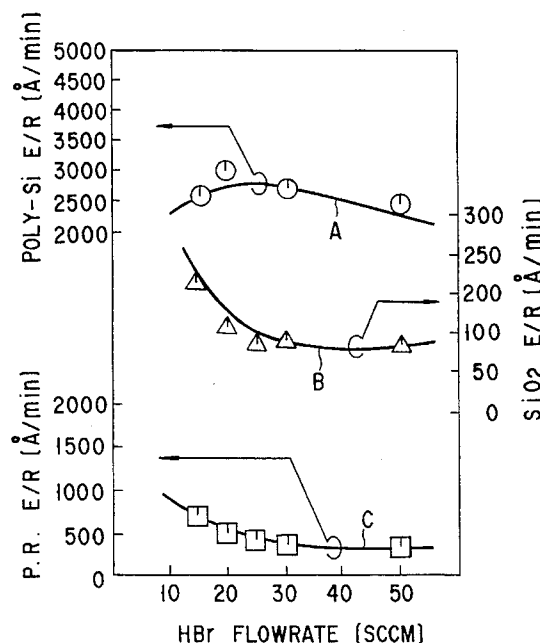 POLY-Si E/R [Å/min]
5000
4500
4000
3500
3000
2500
2000
A
300
250
200
100
50
0
SiO2 E/R [Å/min]
B
P.R. E/R [Å/min]
2000
1500
1000
500
0
C
10 20 30 40 50
HBr FLOWRATE [SCCM]